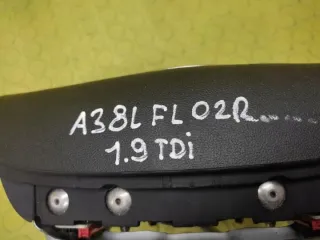 A38L FL 02R.....
1.9 TDi